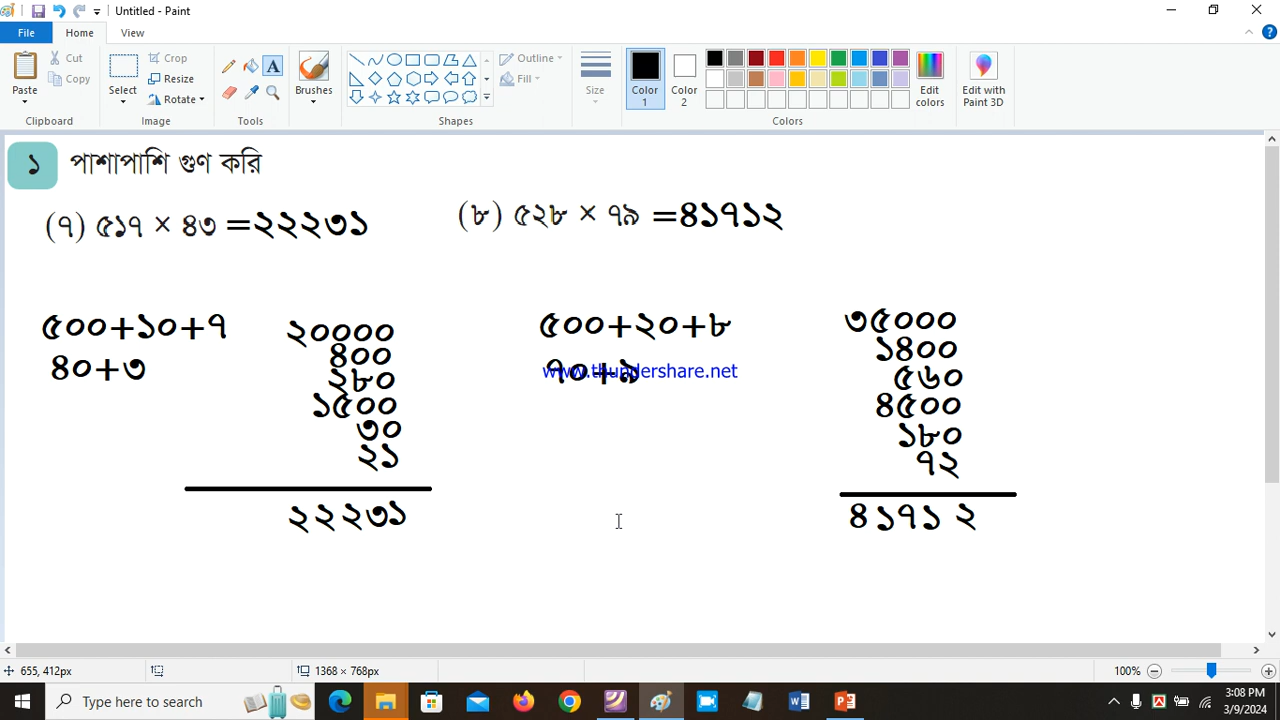 Untitled - Paint
File Home View
Paste Cut Copy
Clipboard
Select Crop Resize Rotate
Image
Tools
Brushes
Outline Fill
Shapes
Size
Color 1
Color 2
Edit colors
Edit with Paint 3D
Colors
১ পাশাপাশি গুণ করি
(৭) ৫১৭ × ৪৩ =২২২৩১
(৮) ৫২৮ × ৭৯ =৪১৭১২
৫০০+১০+৭
৪০+৩
২০০০০
৪০০
২৮০
১৫০০
৩০
২১
২২২৩১
৫০০+২০+৮
৭০+৯
www.thundershare.net
৩৫০০০
১৪০০
৫৬০
৪৫০০
১৮০
৭২
৪১৭১ ২
655, 412px
1368 × 768px
100%
Type here to search
3:08 PM
3/9/2024